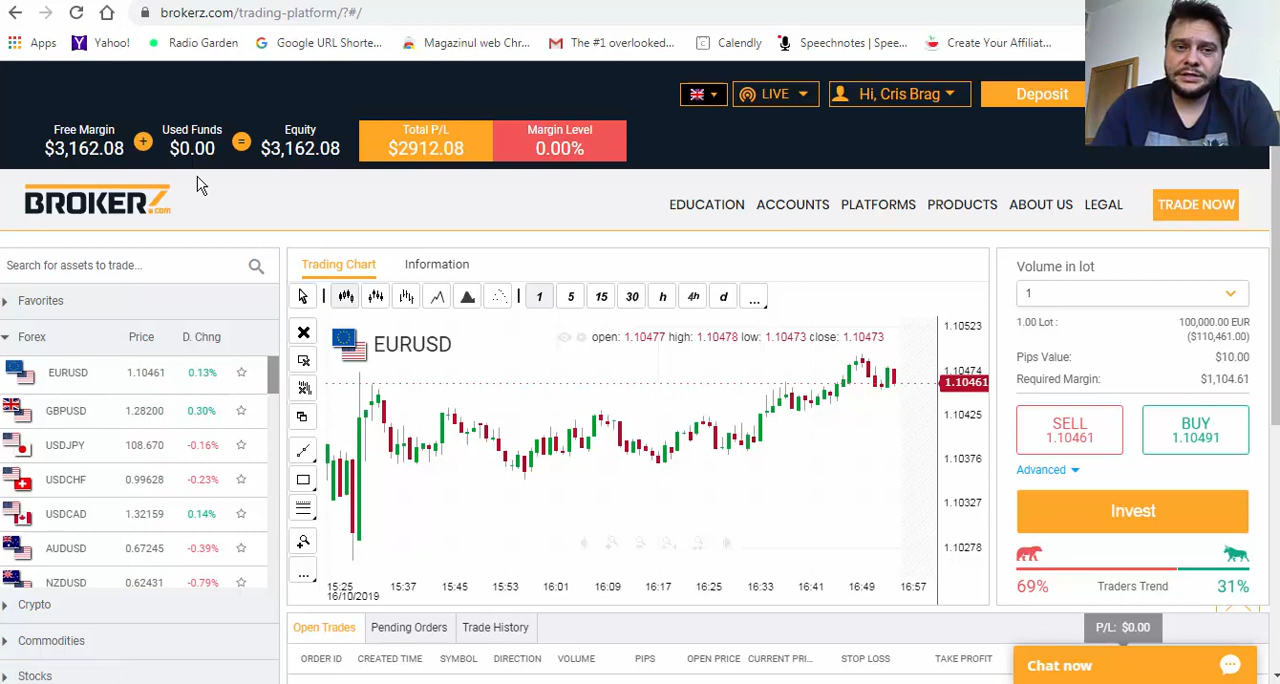 brokerz.com/trading-platform/?#/
Apps Yahoo! Radio Garden Google URL Shorte... Magazinul web Chr... The #1 overlooked... Calendly Speechnotes | Spee... Create Your Affiliat...
LIVE Hi, Cris Brag Deposit
Free Margin + Used Funds = Equity Total P/L Margin Level
$3,162.08 $0.00 $3,162.08 $2912.08 0.00%
BROKERZ.com EDUCATION ACCOUNTS PLATFORMS PRODUCTS ABOUT US LEGAL TRADE NOW
Search for assets to trade...
Favorites
Forex Price D. Chng
EURUSD 1.10461 0.13%
GBPUSD 1.28200 0.30%
USDJPY 108.670 -0.16%
USDCHF 0.99628 -0.23%
USDCAD 1.32159 0.14%
AUDUSD 0.67245 -0.39%
NZDUSD 0.62431 -0.79%
Crypto
Commodities
Stocks
Trading Chart Information
1 5 15 30 h 4h d ...
EURUSD open: 1.10477 high: 1.10478 low: 1.10473 close: 1.10473
1.10523
1.10474
1.10461
1.10425
1.10376
1.10327
1.10278
15:25 15:37 15:45 15:53 16:01 16:09 16:17 16:25 16:33 16:41 16:49 16:57
16/10/2019
Volume in lot
1
1.00 Lot : 100,000.00 EUR
($110,461.00)
Pips Value: $10.00
Required Margin: $1,104.61
SELL BUY
1.10461 1.10491
Advanced
Invest
69% Traders Trend 31%
Open Trades Pending Orders Trade History P/L: $0.00
ORDER ID CREATED TIME SYMBOL DIRECTION VOLUME PIPS OPEN PRICE CURRENT PRI... STOP LOSS TAKE PROFIT
Chat now